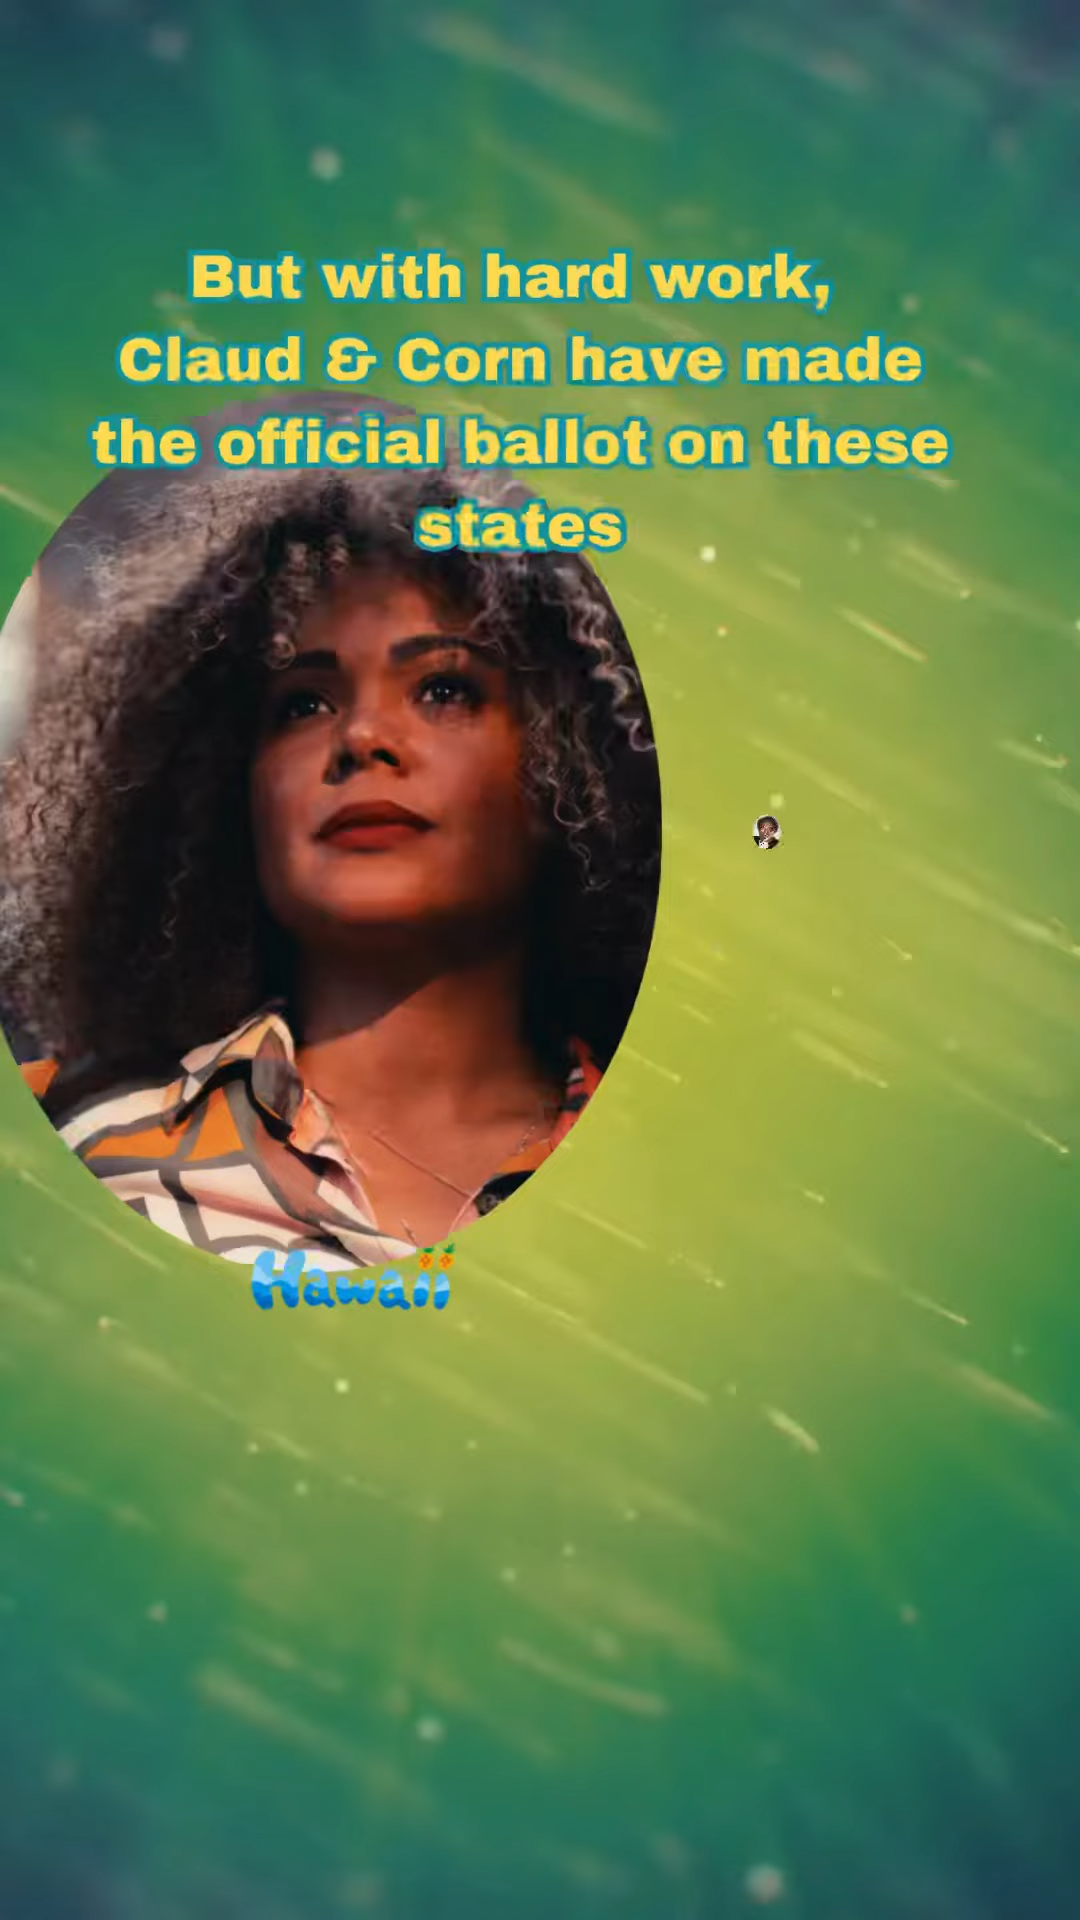 But with hard work,
Claud & Corn have made
the official ballot on these
states
Hawaii